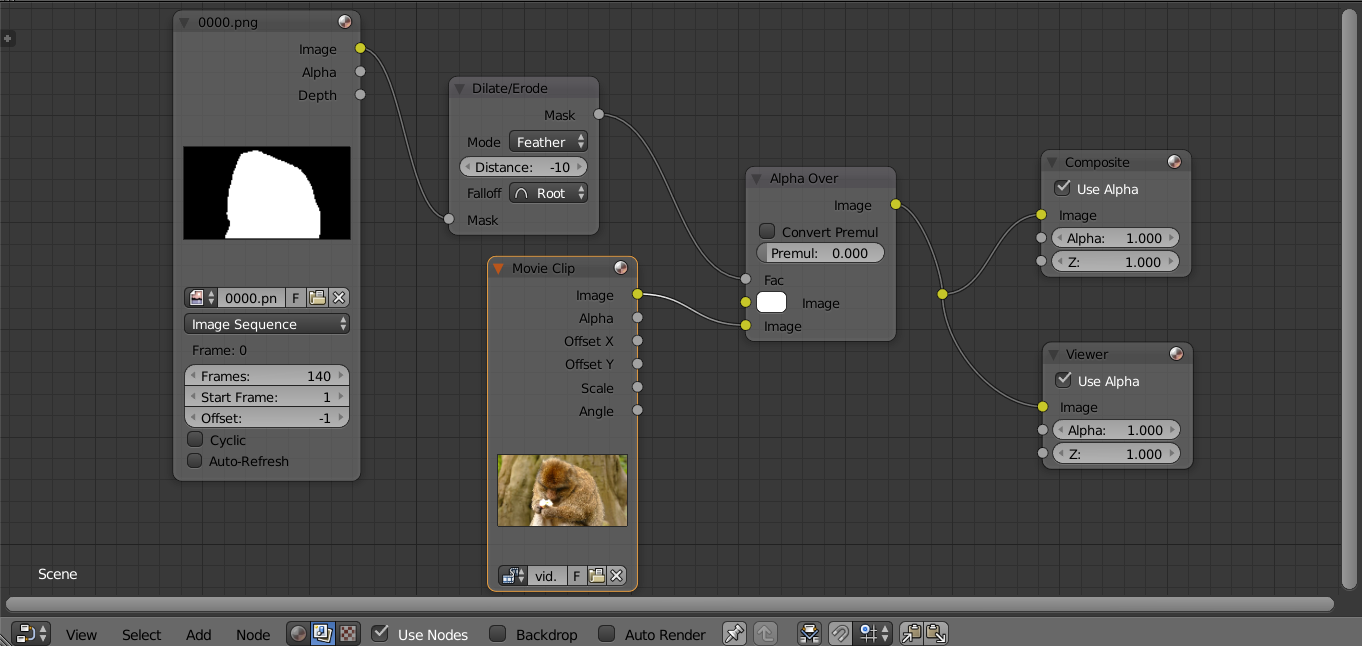 0000.png
Image
Alpha
Depth
0000.pn F
Image Sequence
Frame: 0
Frames: 140
Start Frame: 1
Offset: -1
Cyclic
Auto-Refresh
Dilate/Erode
Mask
Mode Feather
Distance: -10
Falloff Root
Mask
Movie Clip
Image
Alpha
Offset X
Offset Y
Scale
Angle
vid. F
Alpha Over
Image
Convert Premul
Premul: 0.000
Fac
Image
Image
Composite
Use Alpha
Image
Alpha: 1.000
Z: 1.000
Viewer
Use Alpha
Image
Alpha: 1.000
Z: 1.000
Scene
View Select Add Node Use Nodes Backdrop Auto Render